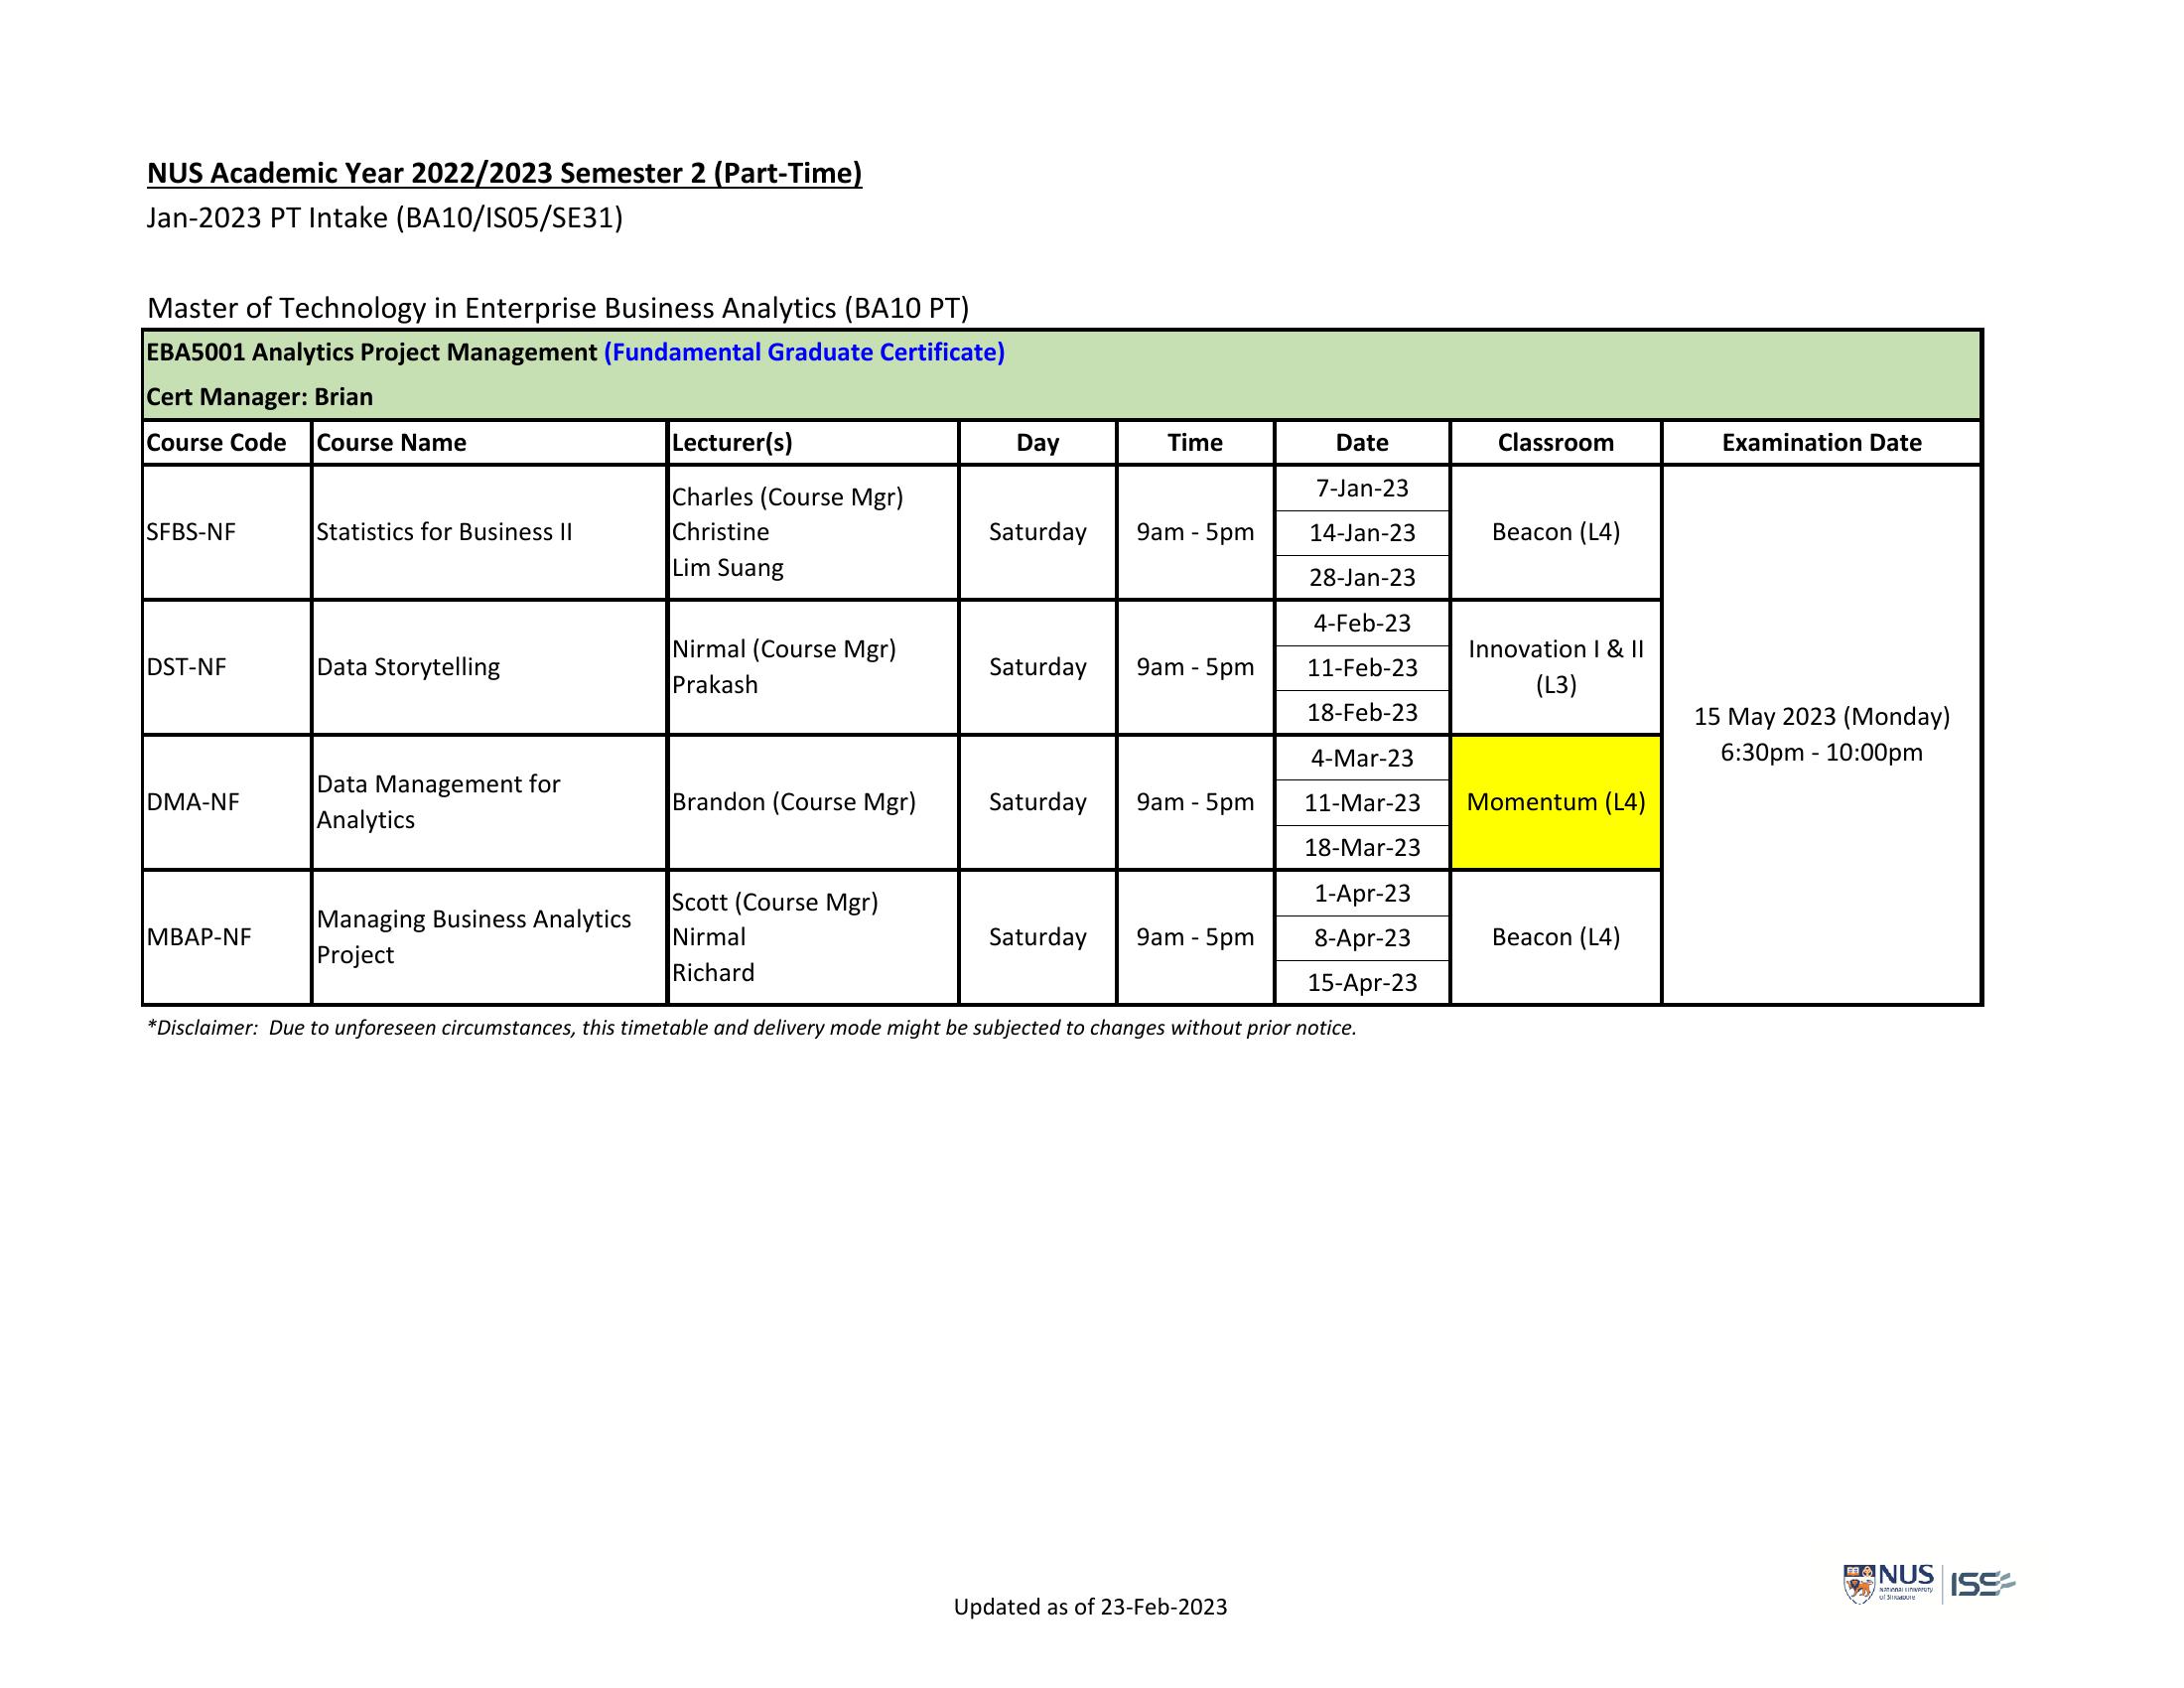 NUS Academic Year 2022/2023 Semester 2 (Part-Time)
Jan-2023 PT Intake (BA10/IS05/SE31)
Master of Technology in Enterprise Business Analytics (BA10 PT)
EBA5001 Analytics Project Management (Fundamental Graduate Certificate)
Cert Manager: Brian
Course Code Course Name Lecturer(s) Day Time Date Classroom Examination Date
SFBS-NF
Statistics for Business II
Charles (Course Mgr)
Christine
Lim Suang
Saturday
9am - 5pm
7-Jan-23
14-Jan-23
28-Jan-23
Beacon (L4)
DST-NF
Data Storytelling
Nirmal (Course Mgr)
Prakash
Saturday
9am - 5pm
4-Feb-23
11-Feb-23
18-Feb-23
Innovation I & II
(L3)
DMA-NF
Data Management for
Analytics
Brandon (Course Mgr)
Saturday
9am - 5pm
4-Mar-23
11-Mar-23
18-Mar-23
Momentum (L4)
MBAP-NF
Managing Business Analytics
Project
Scott (Course Mgr)
Nirmal
Richard
Saturday
9am - 5pm
1-Apr-23
8-Apr-23
15-Apr-23
Beacon (L4)
15 May 2023 (Monday)
6:30pm - 10:00pm
*Disclaimer:  Due to unforeseen circumstances, this timetable and delivery mode might be subjected to changes without prior notice.
Updated as of 23-Feb-2023
NUS
National University
of Singapore
ISS